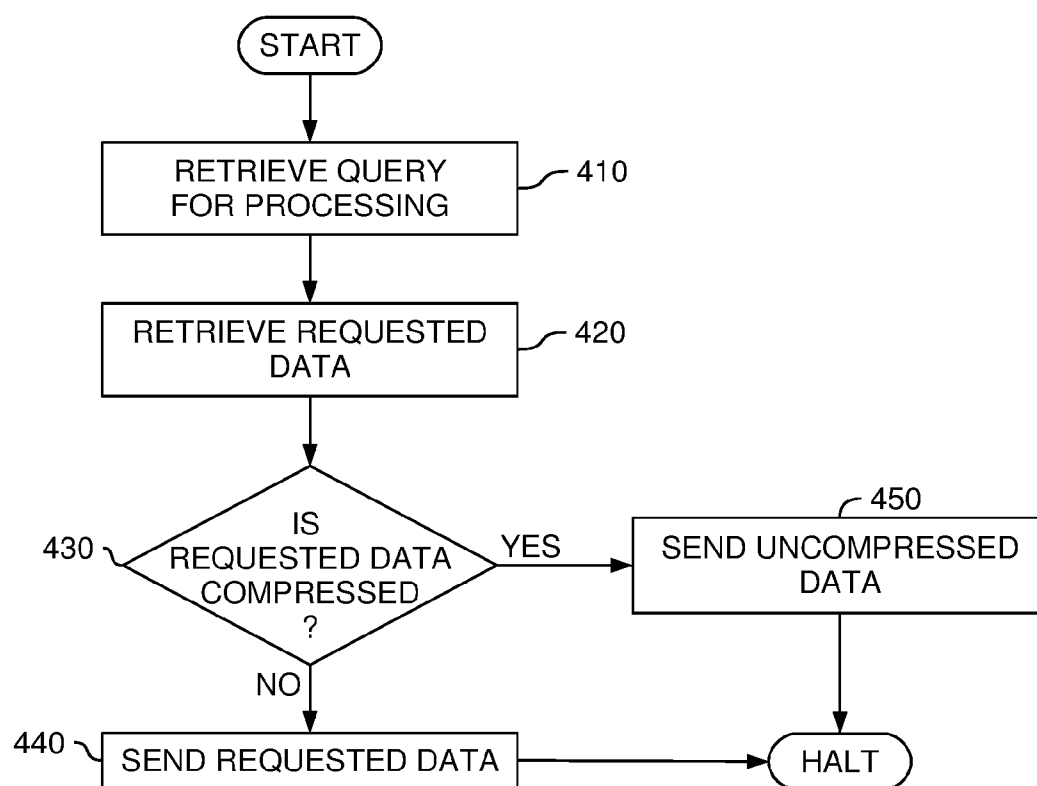 START
RETRIEVE QUERY
FOR PROCESSING
410
RETRIEVE REQUESTED
DATA
420
430
IS
REQUESTED DATA
COMPRESSED
?
YES
450
SEND UNCOMPRESSED
DATA
NO
440
SEND REQUESTED DATA
HALT